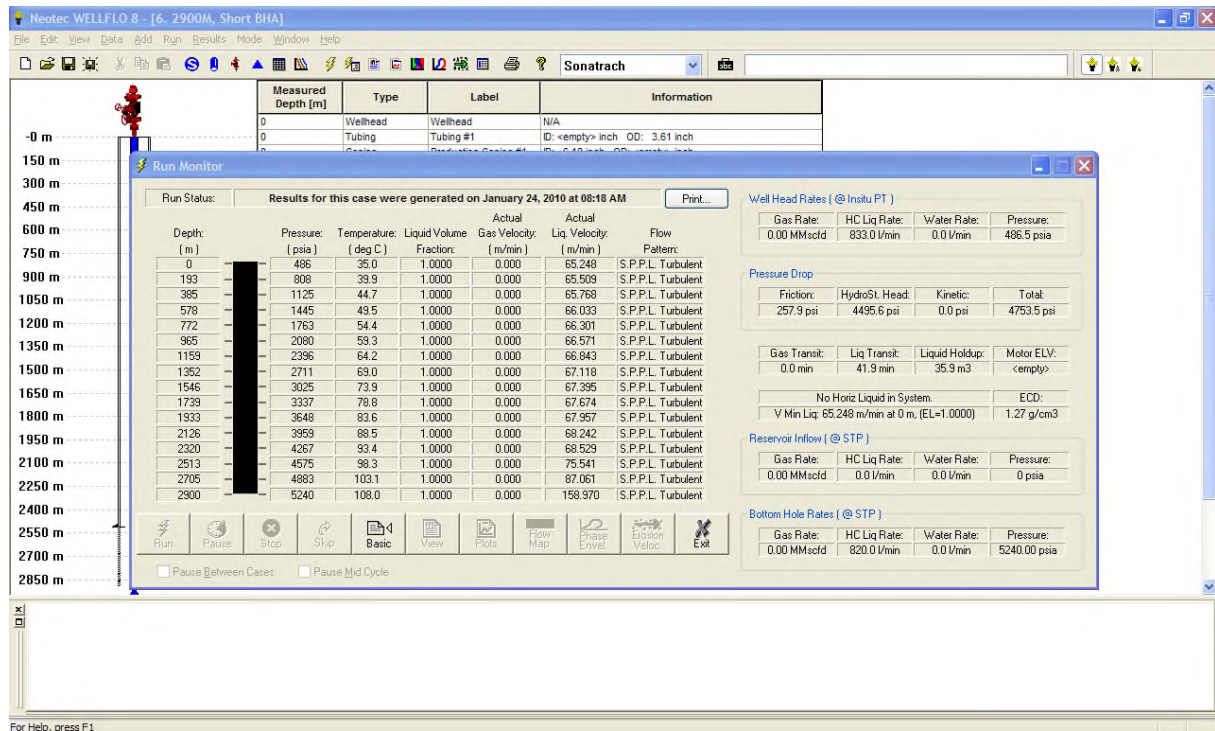 Neotec WELLFLO 8 - [6. 2900M, Short BHA]
File Edit View Data Add Run Results Mode Window Help
Sonatrach
Measured Depth [m] Type Label Information
0 Wellhead Wellhead N/A
0 Tubing Tubing #1 ID: <empty> inch OD: 3.61 inch
0 Casing Production Casing #1 ID: 6.18 inch OD: <empty> inch
-0 m
150 m
300 m
450 m
600 m
750 m
900 m
1050 m
1200 m
1350 m
1500 m
1650 m
1800 m
1950 m
2100 m
2250 m
2400 m
2550 m
2700 m
2850 m
Run Monitor
Run Status: Results for this case were generated on January 24, 2010 at 08:18 AM Print...
Depth: (m) Pressure: (psia) Temperature: (deg C) Liquid Volume Fraction: Actual Gas Velocity: (m/min) Actual Liq. Velocity: (m/min) Flow Pattern:
0 486 35.0 1.0000 0.000 65.248 S.P.P.L. Turbulent
193 808 39.9 1.0000 0.000 65.509 S.P.P.L. Turbulent
385 1125 44.7 1.0000 0.000 65.768 S.P.P.L. Turbulent
578 1445 49.5 1.0000 0.000 66.033 S.P.P.L. Turbulent
772 1763 54.4 1.0000 0.000 66.301 S.P.P.L. Turbulent
965 2080 59.3 1.0000 0.000 66.571 S.P.P.L. Turbulent
1159 2396 64.2 1.0000 0.000 66.843 S.P.P.L. Turbulent
1352 2711 69.0 1.0000 0.000 67.118 S.P.P.L. Turbulent
1546 3025 73.9 1.0000 0.000 67.395 S.P.P.L. Turbulent
1739 3337 78.8 1.0000 0.000 67.674 S.P.P.L. Turbulent
1933 3648 83.6 1.0000 0.000 67.957 S.P.P.L. Turbulent
2126 3959 88.5 1.0000 0.000 68.242 S.P.P.L. Turbulent
2320 4267 93.4 1.0000 0.000 68.529 S.P.P.L. Turbulent
2513 4575 98.3 1.0000 0.000 75.541 S.P.P.L. Turbulent
2705 4883 103.1 1.0000 0.000 87.061 S.P.P.L. Turbulent
2900 5240 108.0 1.0000 0.000 158.970 S.P.P.L. Turbulent
Run Pause Stop Skip Basic View Plots Flow Map Phase Envel Erosion Veloc. Exit
Pause Between Cases Pause Mid Cycle
Well Head Rates ( @ Insitu PT )
Gas Rate: HC Liq Rate: Water Rate: Pressure:
0.00 MMscfd 833.0 l/min 0.0 l/min 486.5 psia
Pressure Drop
Friction: HydroSt. Head: Kinetic: Total:
257.9 psi 4495.6 psi 0.0 psi 4753.5 psi
Gas Transit: Liq Transit: Liquid Holdup: Motor ELV:
0.0 min 41.9 min 35.9 m3 <empty>
No Horiz Liquid in System. ECD:
V Min Liq: 65.248 m/min at 0 m, (EL=1.0000) 1.27 g/cm3
Reservoir Inflow ( @ STP )
Gas Rate: HC Liq Rate: Water Rate: Pressure:
0.00 MMscfd 0.0 l/min 0.0 l/min 0 psia
Bottom Hole Rates ( @ STP )
Gas Rate: HC Liq Rate: Water Rate: Pressure:
0.00 MMscfd 820.0 l/min 0.0 l/min 5240.00 psia
For Help, press F1